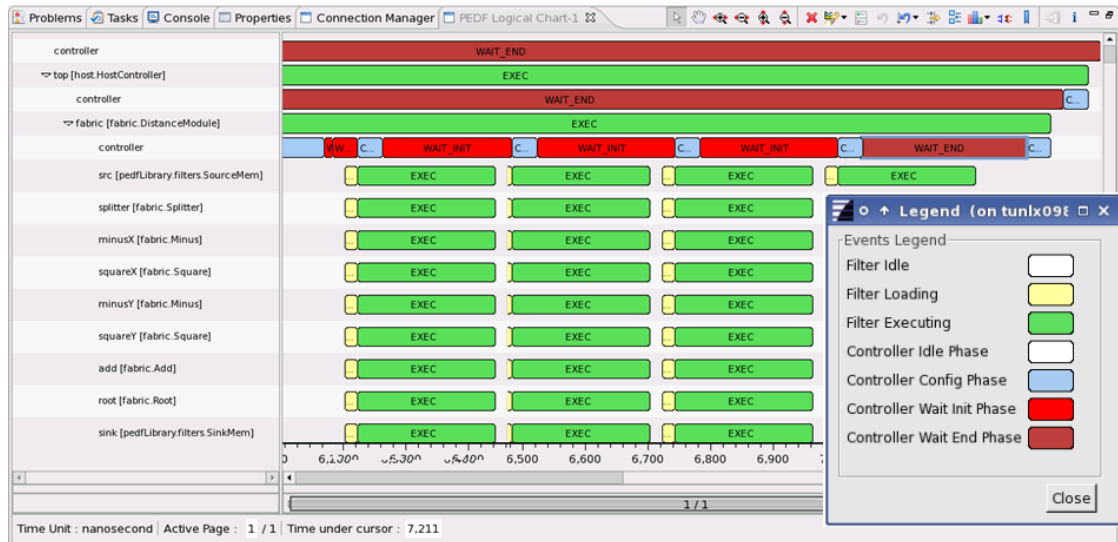 Problems Tasks Console Properties Connection Manager PEDF Logical Chart-1
controller WAIT_END
top [host.HostController] EXEC
controller WAIT_END C...
fabric [fabric.DistanceModule] EXEC
controller W... C... WAIT_INIT C... WAIT_INIT C... WAIT_INIT C... WAIT_END C...
src [pedfLibrary.filters.SourceMem] ... EXEC EXEC ... EXEC ... EXEC
splitter [fabric.Splitter] ... EXEC EXEC ... EXEC
minusX [fabric.Minus] ... EXEC EXEC ... EXEC
squareX [fabric.Square] ... EXEC EXEC ... EXEC
minusY [fabric.Minus] ... EXEC EXEC ... EXEC
squareY [fabric.Square] ... EXEC EXEC ... EXEC
add [fabric.Add] ... EXEC EXEC ... EXEC
root [fabric.Root] ... EXEC EXEC ... EXEC
sink [pedfLibrary.filters.SinkMem] ... EXEC EXEC ... EXEC
6,500 6,600 6,700 6,800 6,900
1 / 1
Time Unit : nanosecond Active Page : 1 / 1 Time under cursor : 7,211
Legend (on tunlx098
Events Legend
Filter Idle
Filter Loading
Filter Executing
Controller Idle Phase
Controller Config Phase
Controller Wait Init Phase
Controller Wait End Phase
Close